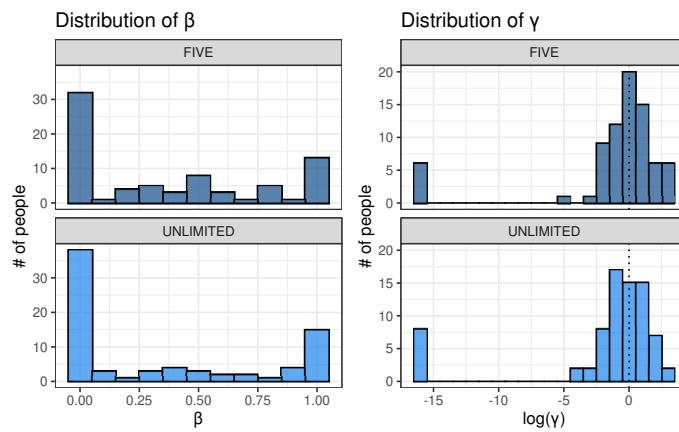 Distribution of β
FIVE
# of people
30
20
10
0
UNLIMITED
30
20
10
0
0.00 0.25 0.50 0.75 1.00
β
Distribution of γ
FIVE
# of people
20
15
10
5
0
UNLIMITED
20
15
10
5
0
-15 -10 -5 0
log(γ)